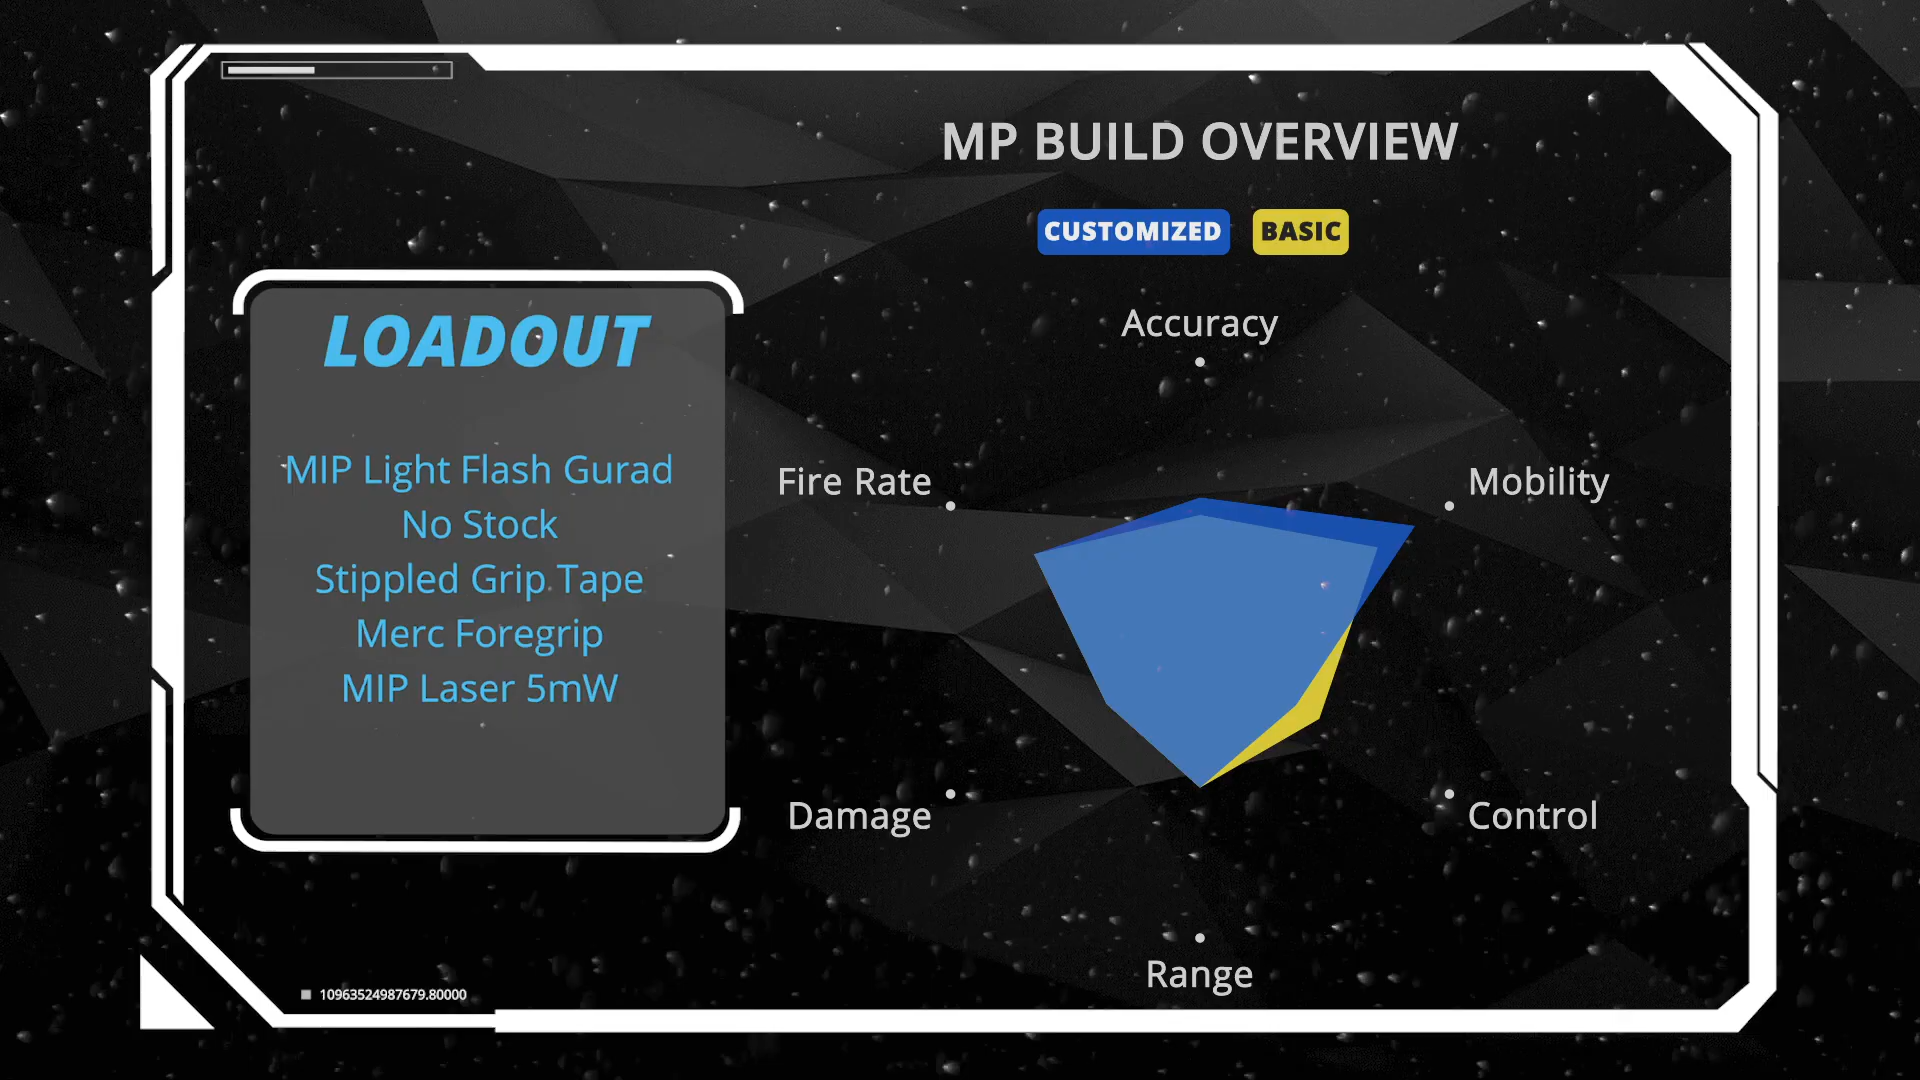 MP BUILD OVERVIEW
CUSTOMIZED BASIC
LOADOUT
MIP Light Flash Gurad
No Stock
Stippled Grip Tape
Merc Foregrip
MIP Laser 5mW
Accuracy
Fire Rate
Mobility
Damage
Control
Range
10963524987679.80000